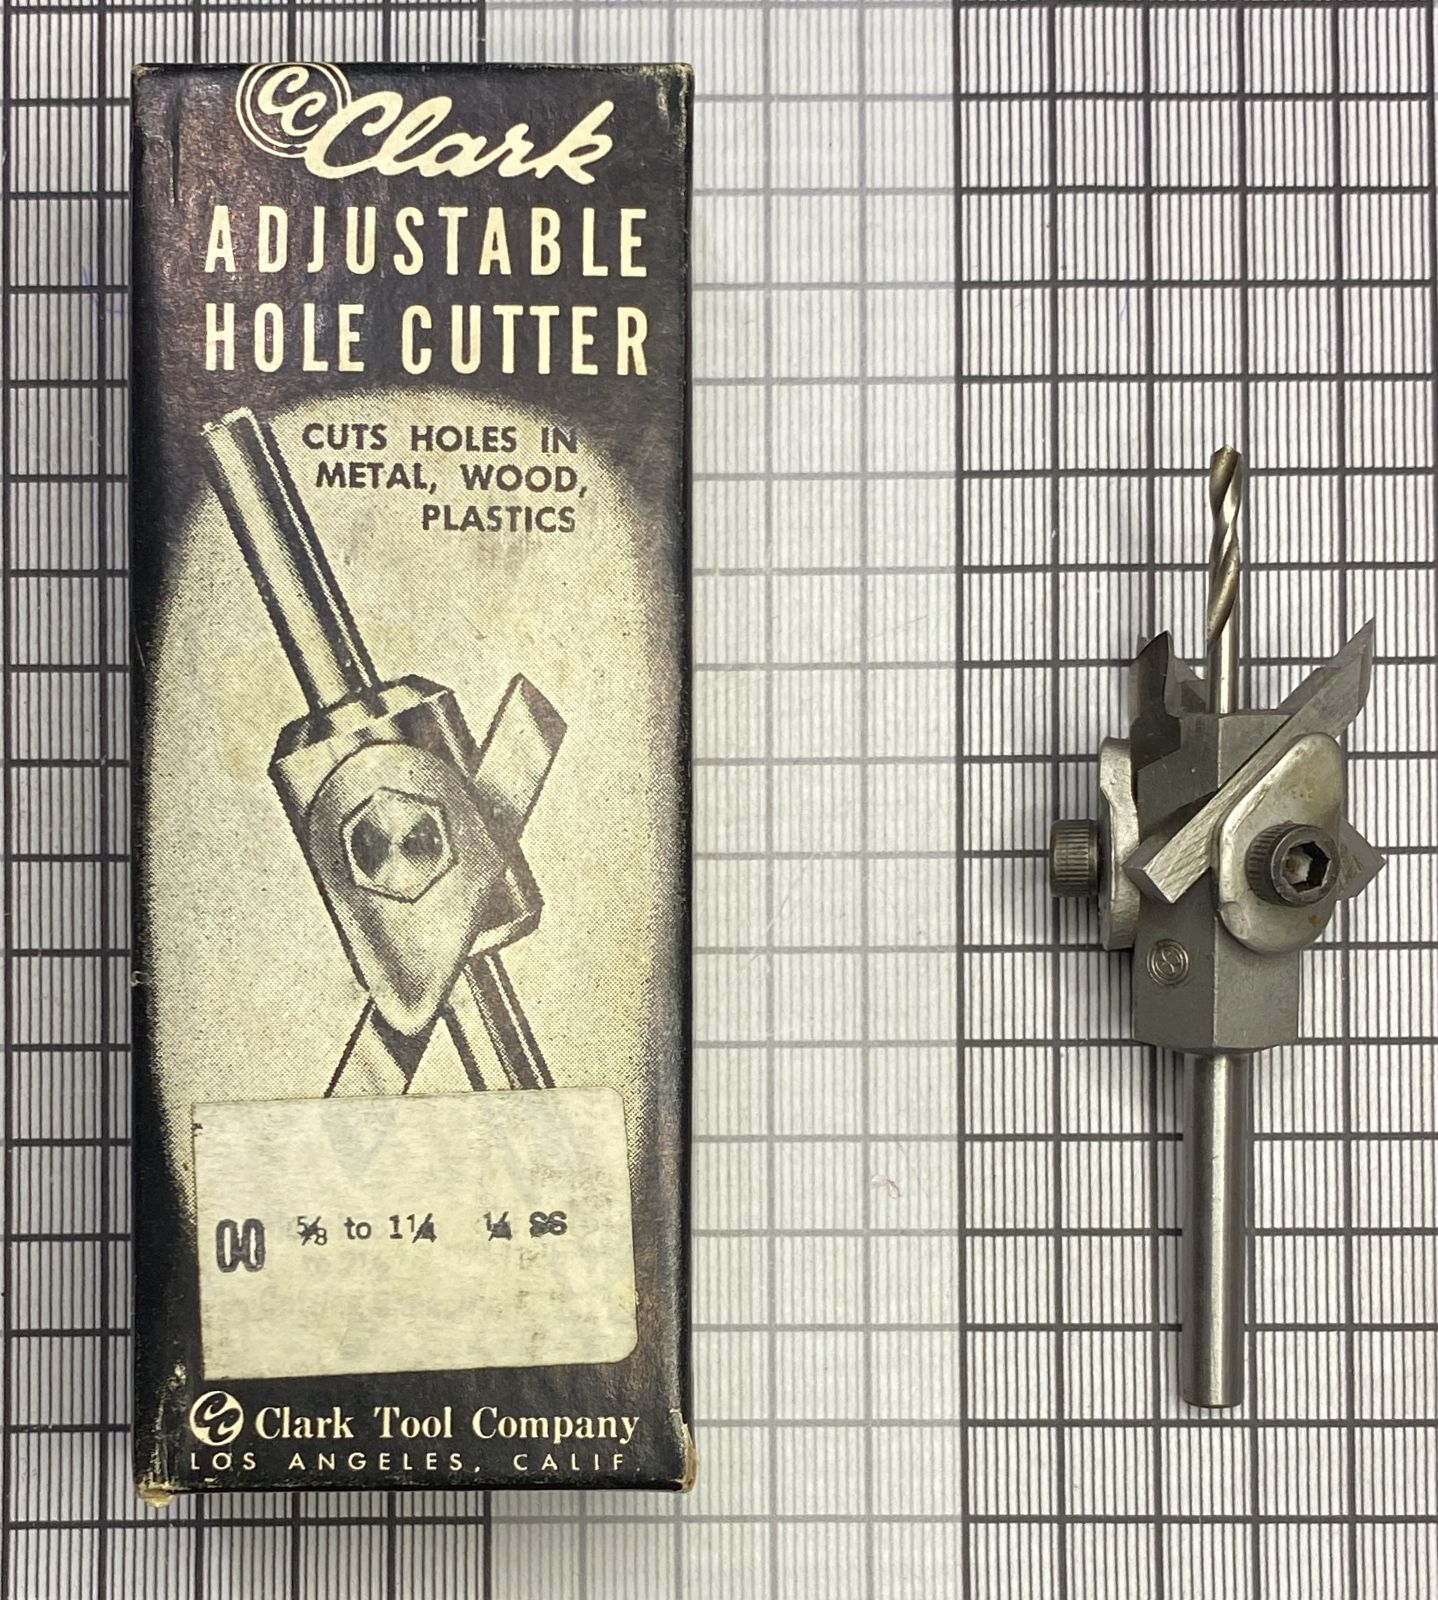 CC Clark
ADJUSTABLE
HOLE CUTTER
CUTS HOLES IN
METAL, WOOD,
PLASTICS
00 5/8 to 1 1/4 1/4 SS
CC Clark Tool Company
LOS ANGELES, CALIF.